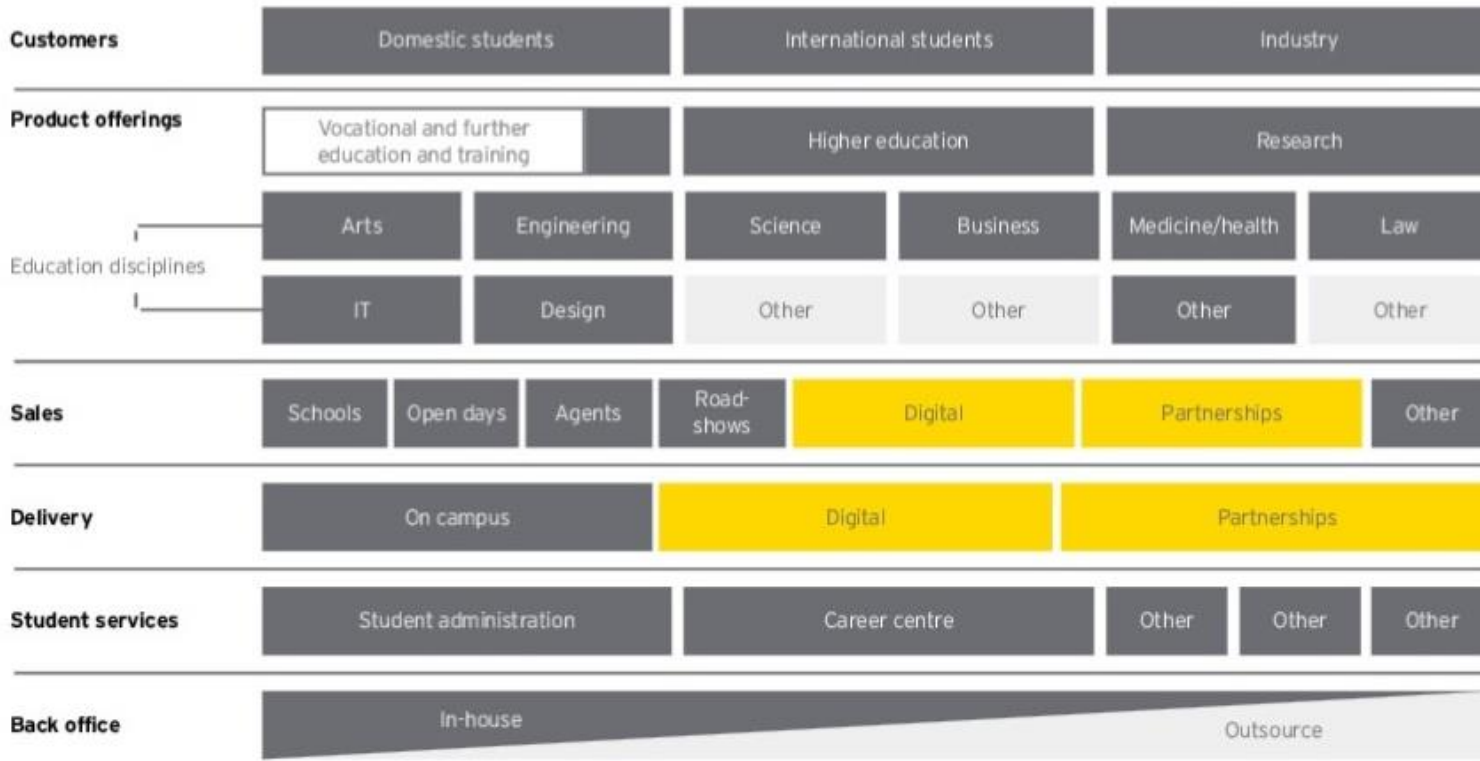 Customers
Domestic students
International students
Industry
Product offerings
Vocational and further
education and training
Higher education
Research
Education disciplines
Arts
Engineering
Science
Business
Medicine/health
Law
IT
Design
Other
Other
Other
Other
Sales
Schools
Open days
Agents
Road-
shows
Digital
Partnerships
Other
Delivery
On campus
Digital
Partnerships
Student services
Student administration
Career centre
Other
Other
Other
Back office
In-house
Outsource